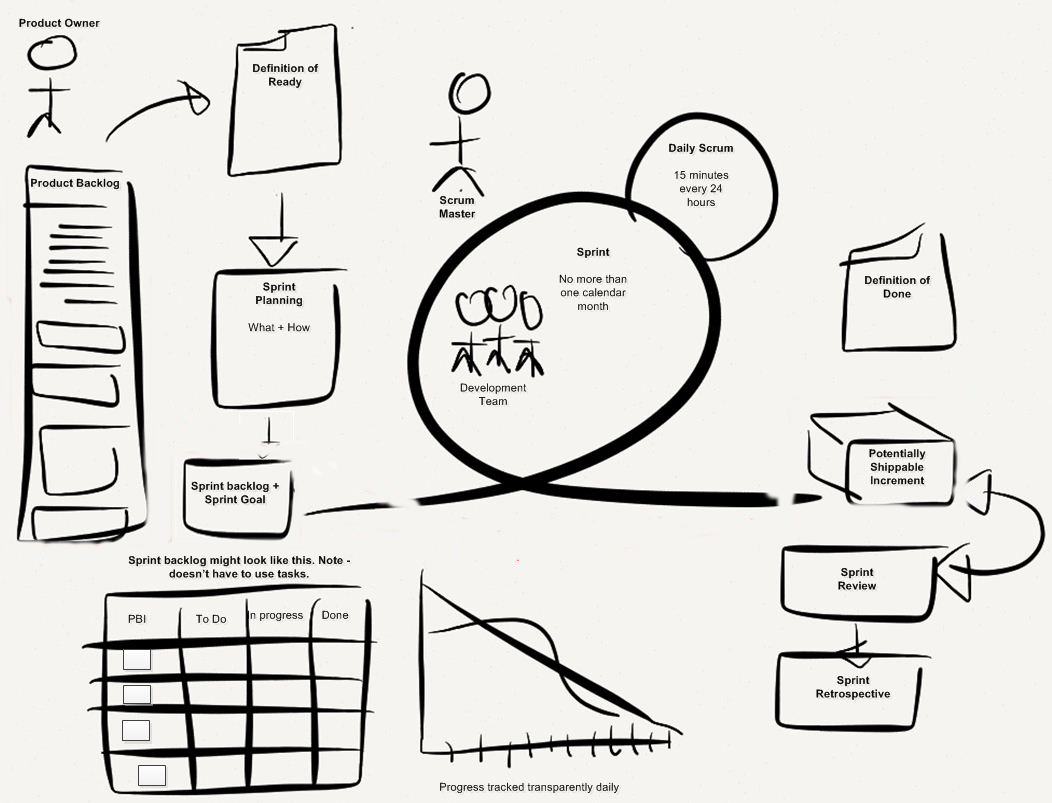 Product Owner
Definition of
Ready
Product Backlog
Sprint
Planning
What + How
Sprint backlog +
Sprint Goal
Scrum
Master
Daily Scrum
15 minutes
every 24
hours
Sprint
No more than
one calendar
month
Development
Team
Definition of
Done
Potentially
Shippable
Increment
Sprint
Review
Sprint
Retrospective
Sprint backlog might look like this. Note -
doesn't have to use tasks.
PBI To Do In progress Done
Progress tracked transparently daily